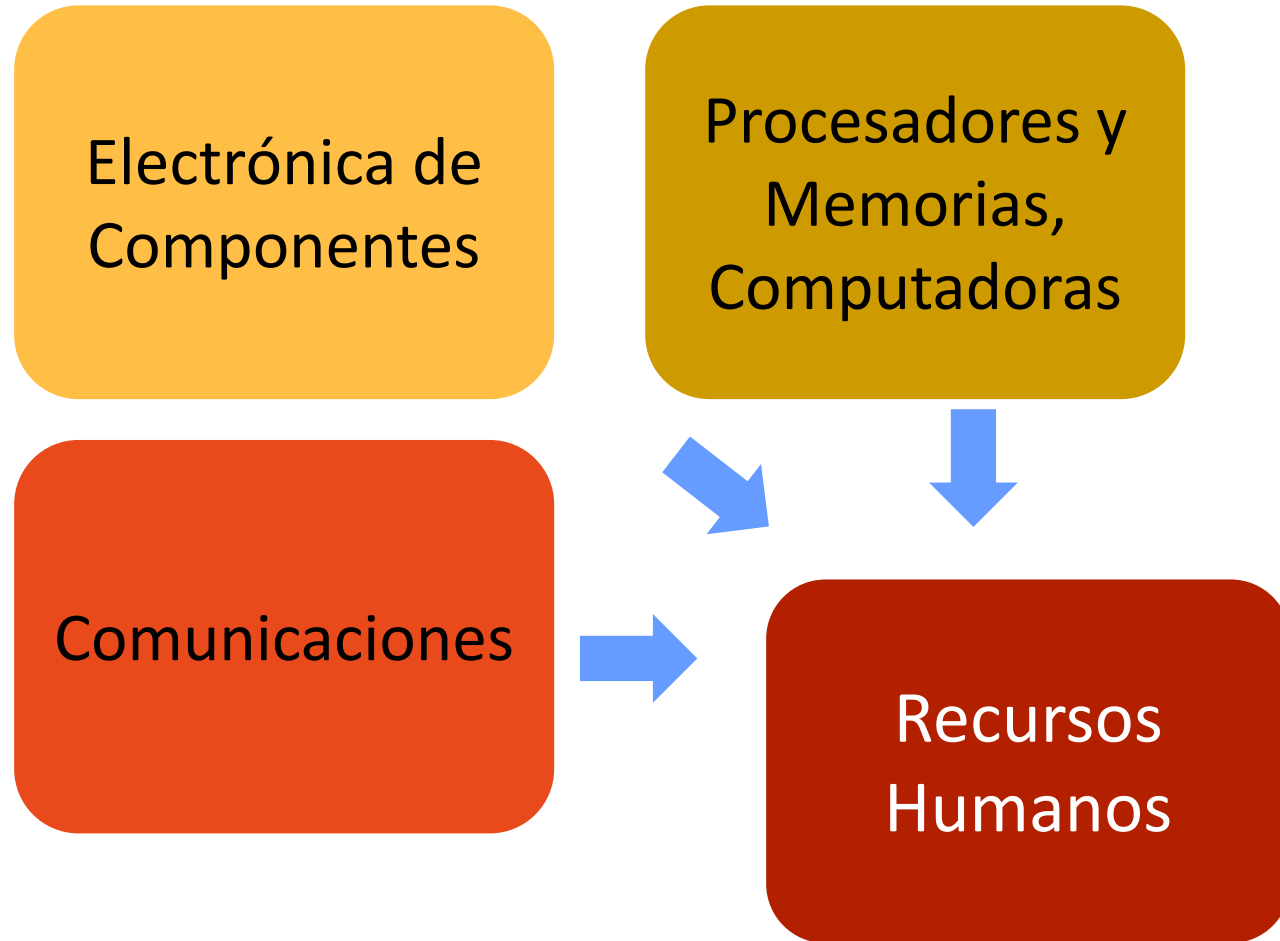 Electrónica de
Componentes
Procesadores y
Memorias,
Computadoras
Comunicaciones
Recursos
Humanos